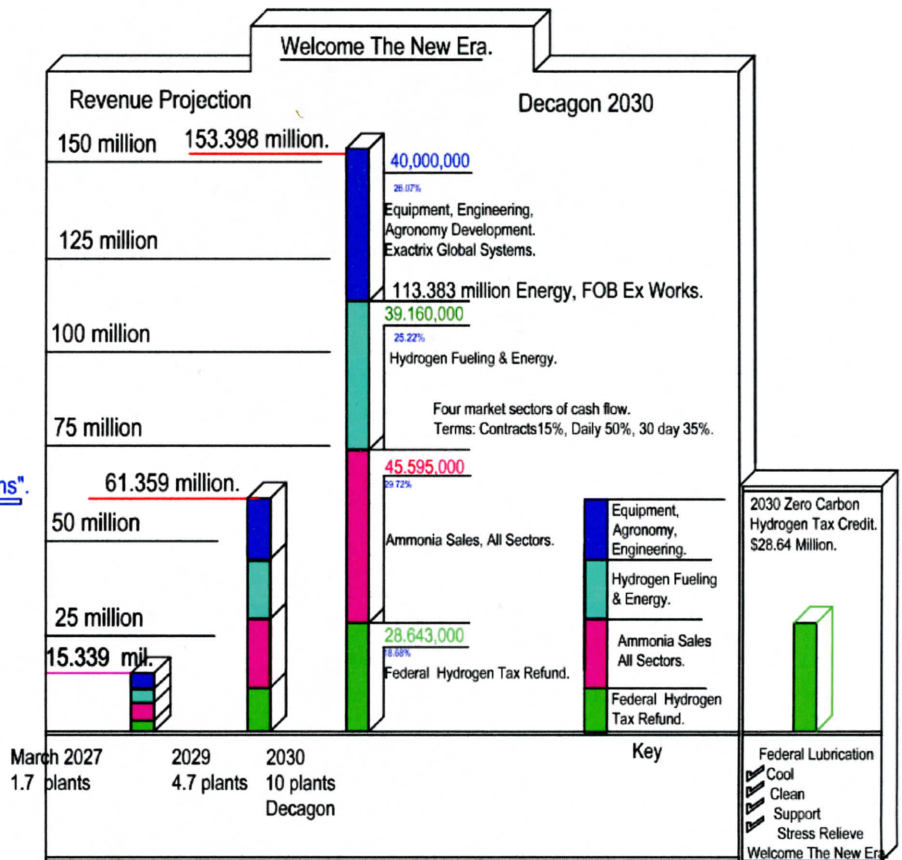 Welcome The New Era.
Revenue Projection
Decagon 2030
150 million
153.398 million.
125 million
100 million
75 million
61.359 million.
50 million
25 million
15.339 mil.
ns".
40,000,000
26.07%
Equipment, Engineering,
Agronomy Development.
Exactrix Global Systems.
113.383 million Energy, FOB Ex Works.
39.160,000
25.22%
Hydrogen Fueling & Energy.
Four market sectors of cash flow.
Terms: Contracts15%, Daily 50%, 30 day 35%.
45.595,000
29.72%
Ammonia Sales, All Sectors.
28.643,000
18.68%
Federal Hydrogen Tax Refund.
Equipment,
Agronomy,
Engineering.
Hydrogen Fueling
& Energy.
Ammonia Sales
All Sectors.
Federal Hydrogen
Tax Refund.
Key
2030 Zero Carbon
Hydrogen Tax Credit.
$28.64 Million.
March 2027
1.7 plants
2029
4.7 plants
2030
10 plants
Decagon
Federal Lubrication
Cool
Clean
Support
Stress Relieve
Welcome The New Era.